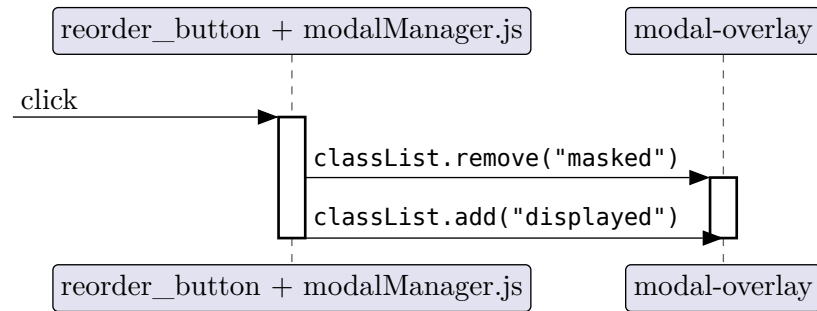 reorder_button + modalManager.js
modal-overlay
click
classList.remove("masked")
classList.add("displayed")
reorder_button + modalManager.js
modal-overlay